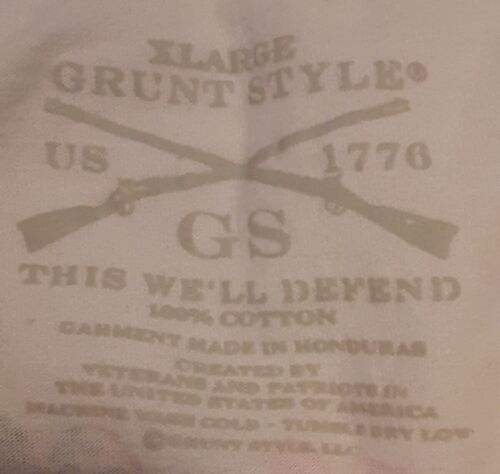 XLARGE
GRUNT STYLE®
US 1776
GS
THIS WE'LL DEFEND
100% COTTON
GARMENT MADE IN HONDURAS
CREATED BY
VETERANS AND PATRIOTS IN
THE UNITED STATES OF AMERICA
MACHINE WASH COLD - TUMBLE DRY LOW
©GRUNT STYLE, LLC